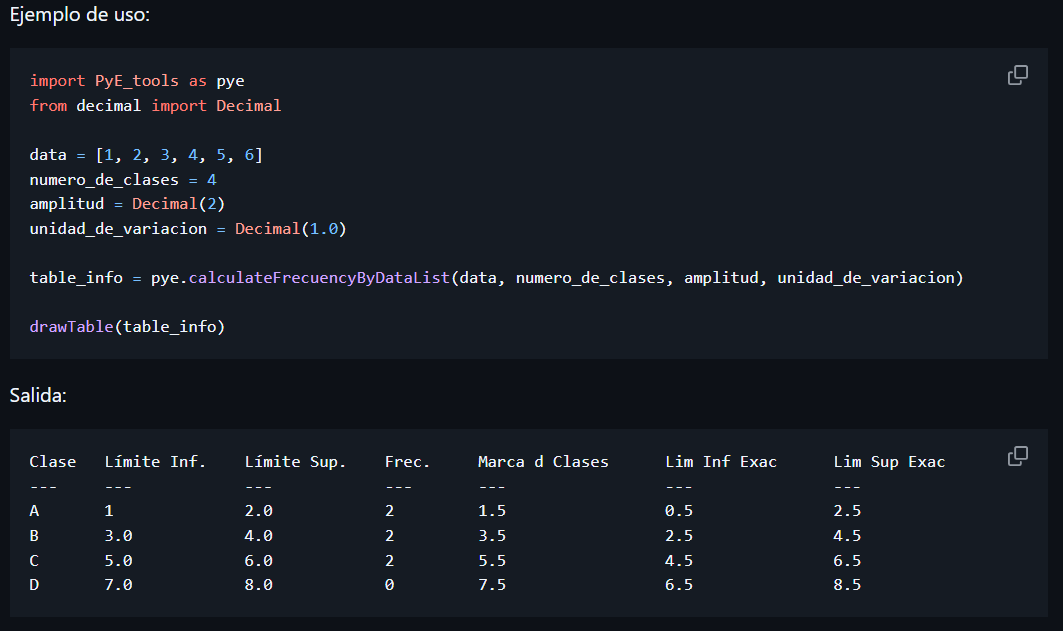 Ejemplo de uso:
import PyE_tools as pye
from decimal import Decimal
data = [1, 2, 3, 4, 5, 6]
numero_de_clases = 4
amplitud = Decimal(2)
unidad_de_variacion = Decimal(1.0)
table_info = pye.calculateFrecuencyByDataList(data, numero_de_clases, amplitud, unidad_de_variacion)
drawTable(table_info)
Salida:
Clase Límite Inf. Límite Sup. Frec. Marca d Clases Lim Inf Exac Lim Sup Exac
--- --- --- --- --- --- ---
A 1 2.0 2 1.5 0.5 2.5
B 3.0 4.0 2 3.5 2.5 4.5
C 5.0 6.0 2 5.5 4.5 6.5
D 7.0 8.0 0 7.5 6.5 8.5